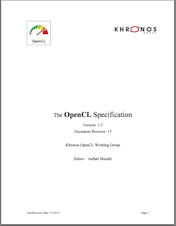 KHRONOS
GROUP
OpenCL
The OpenCL Specification
Version: 1.2
Document Revision: 15
Khronos OpenCL Working Group
Editor: Aaftab Munshi
Page 1